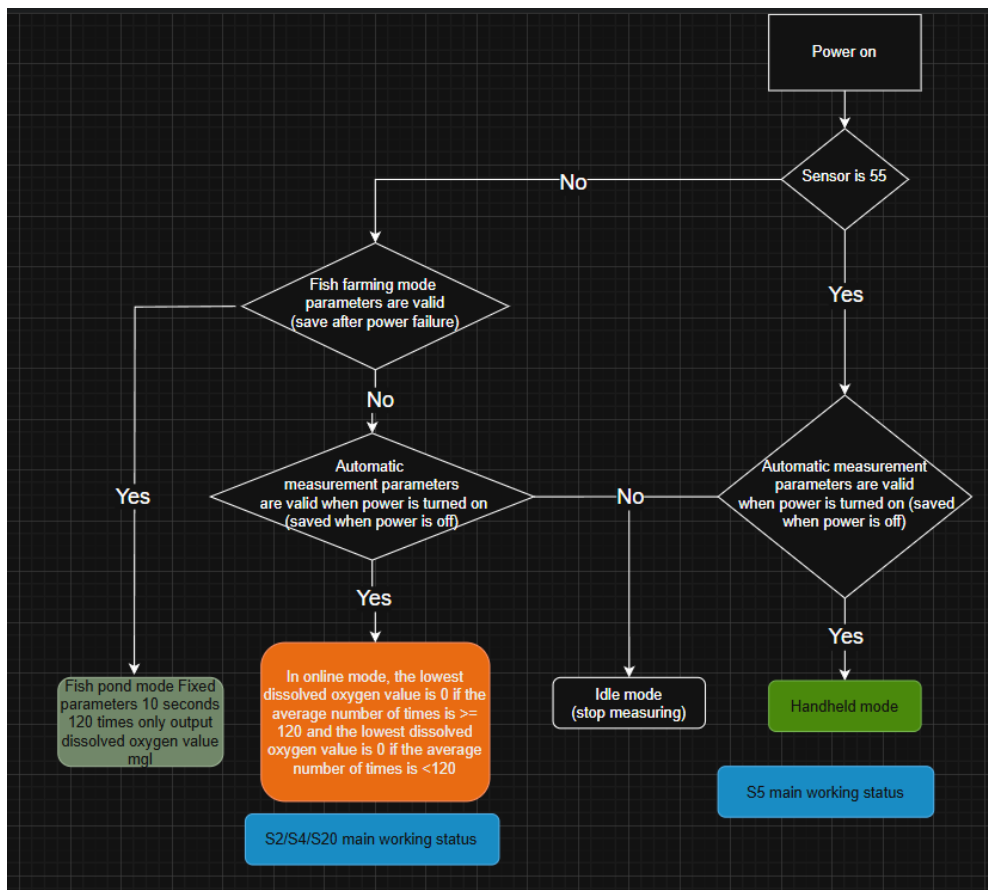 Power on
Sensor is 55
No
Yes
Fish farming mode
parameters are valid
(save after power failure)
No
Yes
Automatic
measurement parameters
are valid when power is turned on
(saved when power is off)
No
Automatic measurement
parameters are valid
when power is turned on (saved
when power is off)
Yes
Yes
Fish pond mode Fixed
parameters 10 seconds
120 times only output
dissolved oxygen value
mgl
In online mode, the lowest
dissolved oxygen value is 0 if the
average number of times is >=
120 and the lowest dissolved
oxygen value is 0 if the average
number of times is <120
Idle mode
(stop measuring)
Handheld mode
S2/S4/S20 main working status
S5 main working status